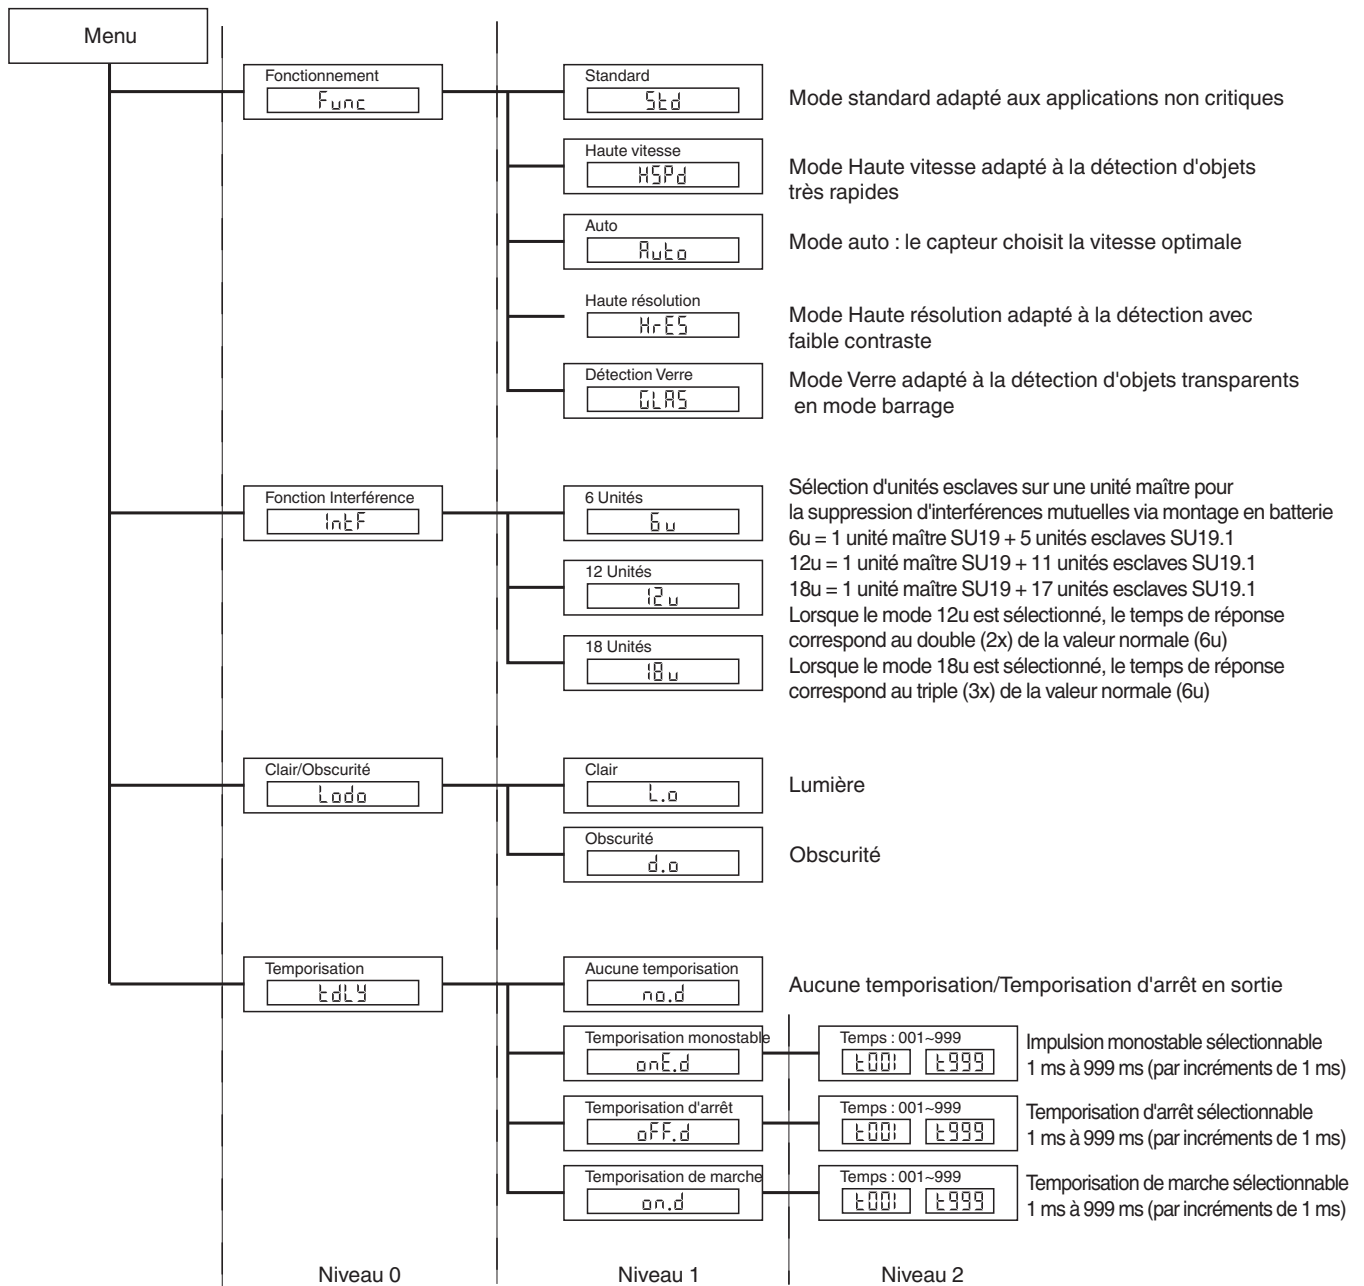 Menu
Fonctionnement
Func
Standard
Std
Mode standard adapté aux applications non critiques
Haute vitesse
HSPd
Mode Haute vitesse adapté à la détection d'objets
très rapides
Auto
Auto
Mode auto : le capteur choisit la vitesse optimale
Haute résolution
HrES
Mode Haute résolution adapté à la détection avec
faible contraste
Détection Verre
GLAS
Mode Verre adapté à la détection d'objets transparents
en mode barrage
Fonction Interférence
IntF
6 Unités
6u
12 Unités
12u
18 Unités
18u
Sélection d'unités esclaves sur une unité maître pour
la suppression d'interférences mutuelles via montage en batterie
6u = 1 unité maître SU19 + 5 unités esclaves SU19.1
12u = 1 unité maître SU19 + 11 unités esclaves SU19.1
18u = 1 unité maître SU19 + 17 unités esclaves SU19.1
Lorsque le mode 12u est sélectionné, le temps de réponse
correspond au double (2x) de la valeur normale (6u)
Lorsque le mode 18u est sélectionné, le temps de réponse
correspond au triple (3x) de la valeur normale (6u)
Clair/Obscurité
Lodo
Clair
L.o
Lumière
Obscurité
d.o
Obscurité
Temporisation
tdLY
Aucune temporisation
no.d
Aucune temporisation/Temporisation d'arrêt en sortie
Temporisation monostable
onE.d
Temps : 001~999
t001 t999
Impulsion monostable sélectionnable
1 ms à 999 ms (par incréments de 1 ms)
Temporisation d'arrêt
oFF.d
Temps : 001~999
t001 t999
Temporisation d'arrêt sélectionnable
1 ms à 999 ms (par incréments de 1 ms)
Temporisation de marche
on.d
Temps : 001~999
t001 t999
Temporisation de marche sélectionnable
1 ms à 999 ms (par incréments de 1 ms)
Niveau 0
Niveau 1
Niveau 2